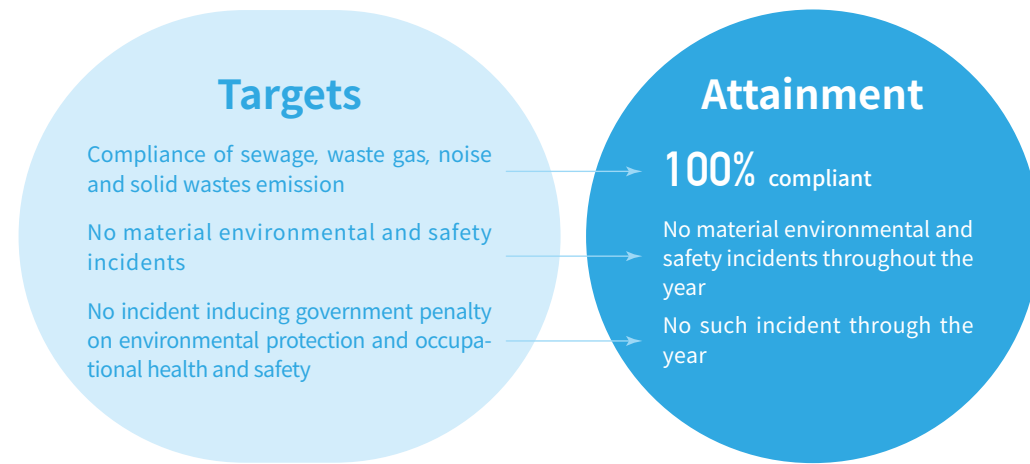 Targets
Compliance of sewage, waste gas, noise
and solid wastes emission
No material environmental and safety
incidents
No incident inducing government penalty
on environmental protection and occupa-
tional health and safety
Attainment
100% compliant
No material environmental and
safety incidents throughout the
year
No such incident through the
year